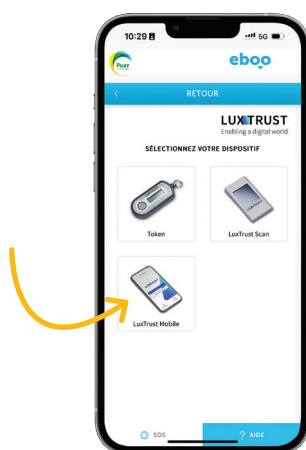 10:29
5G
POST
eboo
RETOUR
LUXTRUST
Enabling a digital world
SÉLECTIONNEZ VOTRE DISPOSITIF
Token
LuxTrust Scan
LuxTrust Mobile
SOS
? AIDE